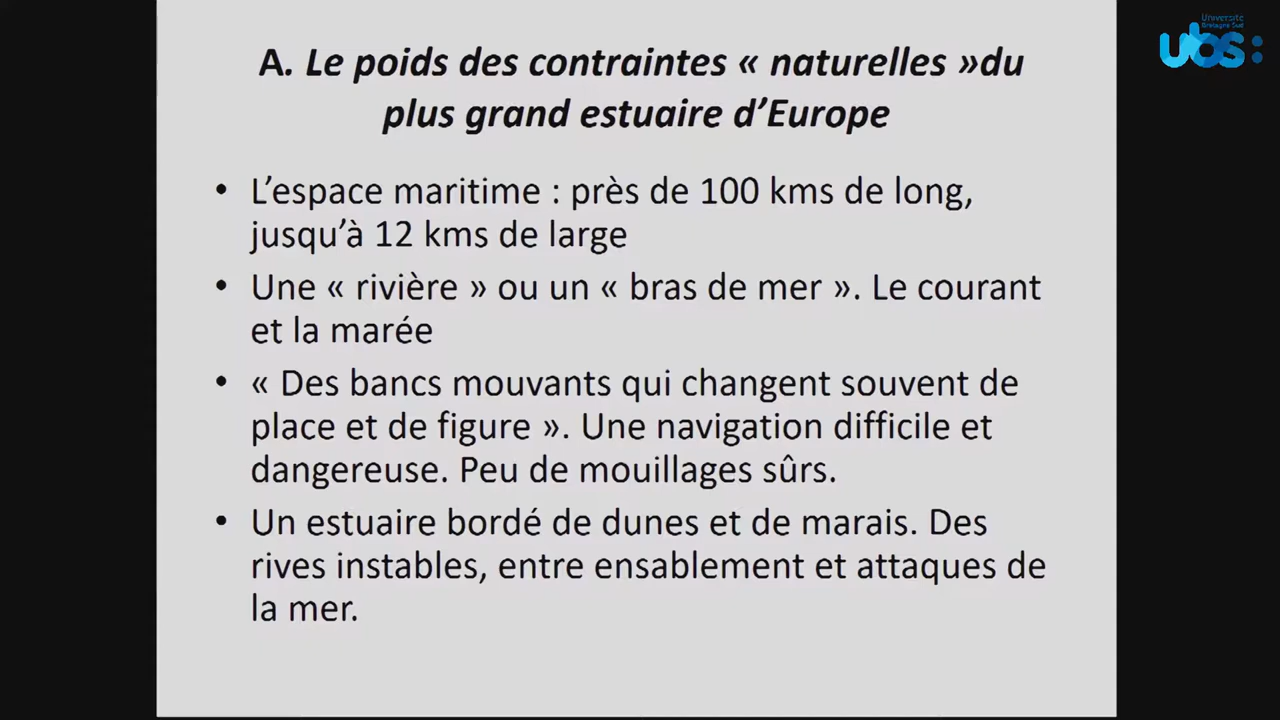 Université
Bretagne Sud
ubs:
A. Le poids des contraintes « naturelles »du
plus grand estuaire d’Europe
• L’espace maritime : près de 100 kms de long,
jusqu’à 12 kms de large
• Une « rivière » ou un « bras de mer ». Le courant
et la marée
• « Des bancs mouvants qui changent souvent de
place et de figure ». Une navigation difficile et
dangereuse. Peu de mouillages sûrs.
• Un estuaire bordé de dunes et de marais. Des
rives instables, entre ensablement et attaques de
la mer.